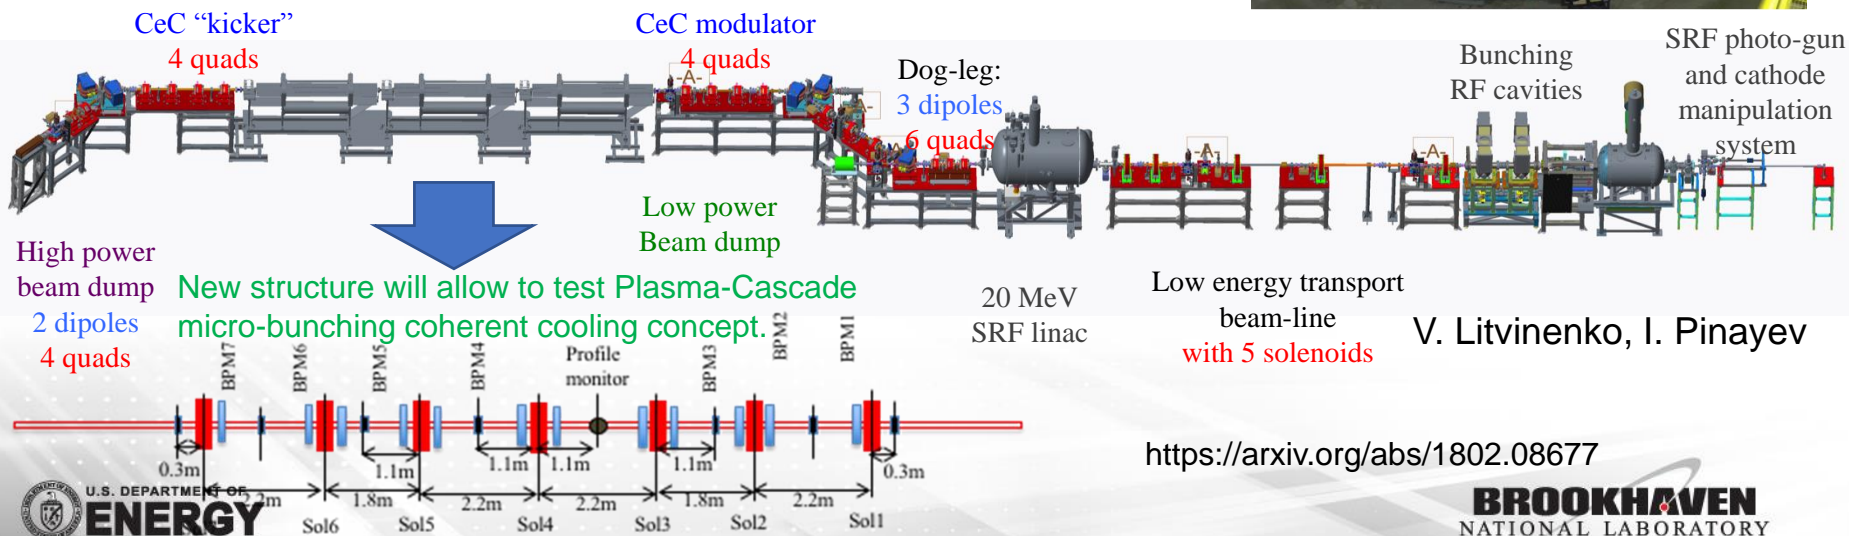 CeC “kicker”
4 quads
CeC modulator
4 quads
-A-
A-
Dog-leg:
3 dipoles
6 quads
Bunching
RF cavities
SRF photo-gun
and cathode
manipulation
system
-A-
-A-
High power
beam dump
2 dipoles
4 quads
Low power
Beam dump
New structure will allow to test Plasma-Cascade
micro-bunching coherent cooling concept.
20 MeV
SRF linac
Low energy transport
beam-line
with 5 solenoids
V. Litvinenko, I. Pinayev
BPM7
BPM6
BPM5
BPM4
Profile
monitor
BPM3
BPM2
BPM1
0.3m
1.1m
1.1m
1.1m
1.1m
0.3m
1.8m
2.2m
2.2m
1.8m
2.2m
Sol6
Sol5
Sol4
Sol3
Sol2
Sol1
https://arxiv.org/abs/1802.08677
U.S. DEPARTMENT OF
ENERGY
BROOKHAVEN
NATIONAL LABORATORY